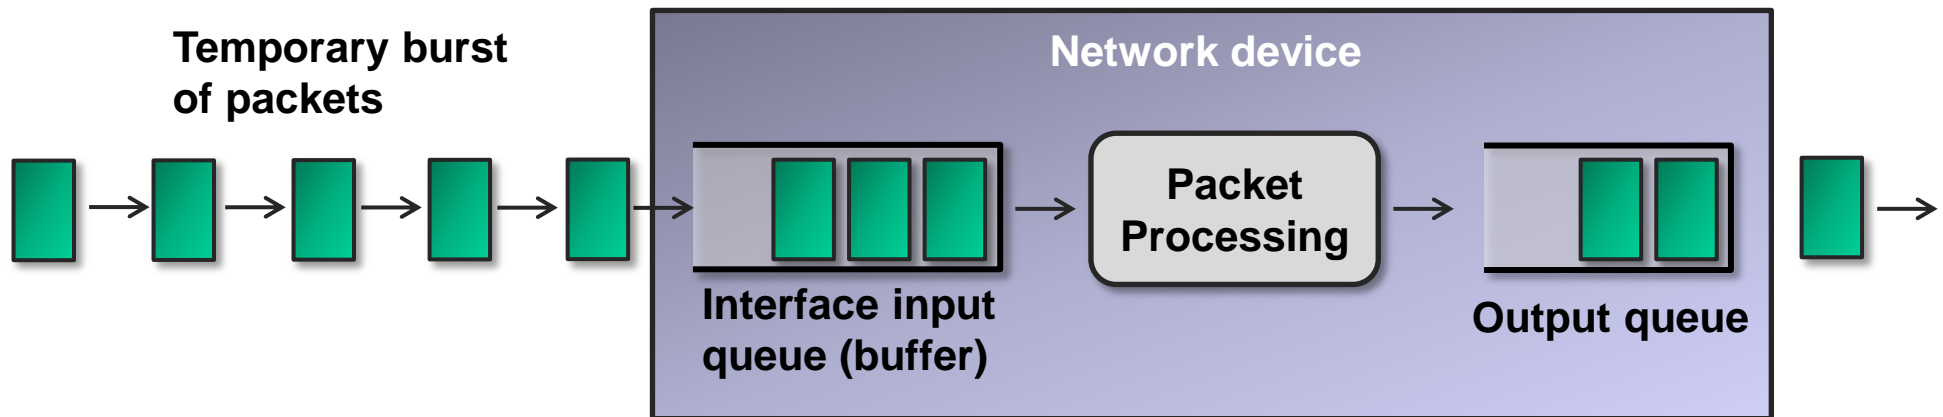 Temporary burst
of packets
Network device
Packet
Processing
Interface input
queue (buffer)
Output queue